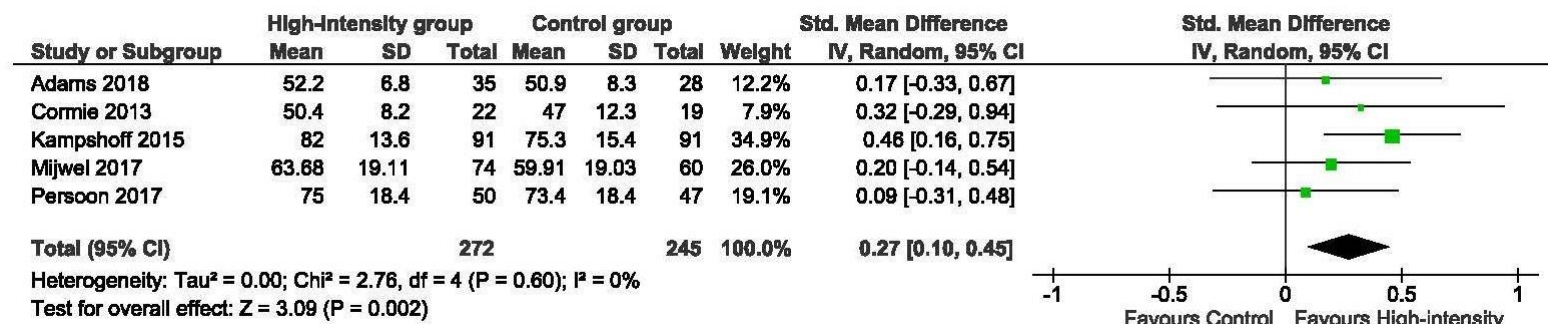 High-intensity group Control group Std. Mean Difference Std. Mean Difference
Study or Subgroup Mean SD Total Mean SD Total Weight IV, Random, 95% CI IV, Random, 95% CI
Adams 2018 52.2 6.8 35 50.9 8.3 28 12.2% 0.17 [-0.33, 0.67]
Cormie 2013 50.4 8.2 22 47 12.3 19 7.9% 0.32 [-0.29, 0.94]
Kampshoff 2015 82 13.6 91 75.3 15.4 91 34.9% 0.46 [0.16, 0.75]
Mijwel 2017 63.68 19.11 74 59.91 19.03 60 26.0% 0.20 [-0.14, 0.54]
Persoon 2017 75 18.4 50 73.4 18.4 47 19.1% 0.09 [-0.31, 0.48]
Total (95% CI) 272 245 100.0% 0.27 [0.10, 0.45]
Heterogeneity: Tau² = 0.00; Chi² = 2.76, df = 4 (P = 0.60); I² = 0%
Test for overall effect: Z = 3.09 (P = 0.002)
-1 -0.5 0 0.5 1
Favours Control Favours High-intensity